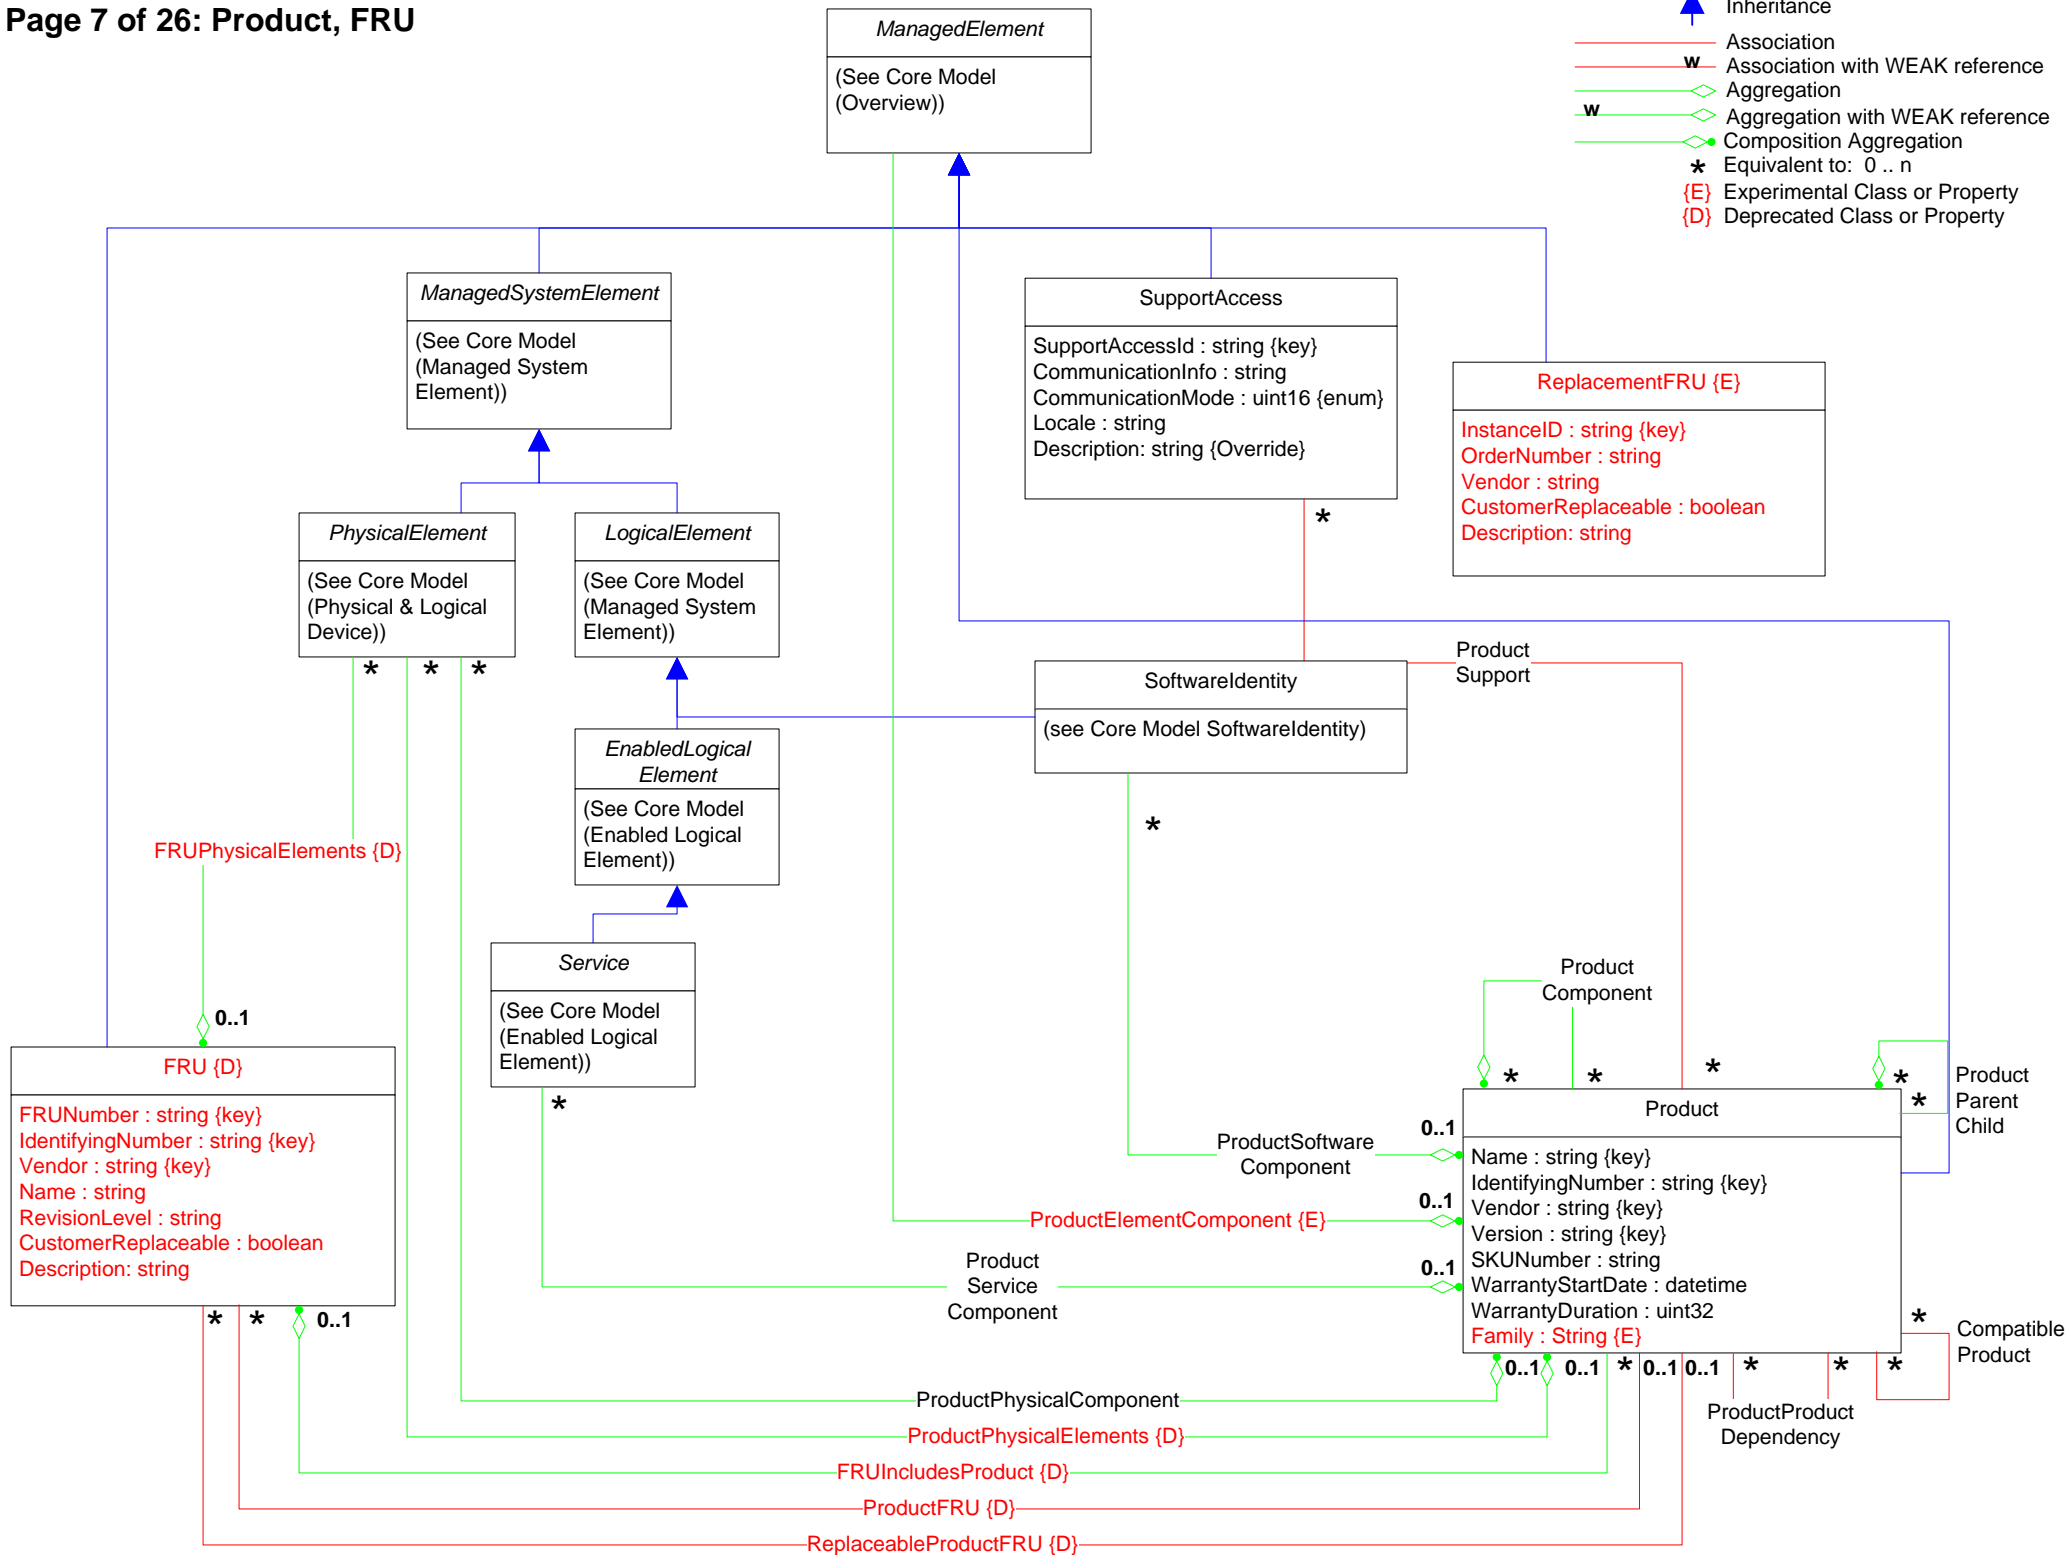 Page 7 of 26: Product, FRU
Inheritance
Association
w
Association with WEAK reference
Aggregation
w
Aggregation with WEAK reference
Composition Aggregation
* Equivalent to: 0 .. n
{E} Experimental Class or Property
{D} Deprecated Class or Property
ManagedElement
(See Core Model
(Overview))
ManagedSystemElement
(See Core Model
(Managed System
Element))
SupportAccess
SupportAccessId : string {key}
CommunicationInfo : string
CommunicationMode : uint16 {enum}
Locale : string
Description: string {Override}
*
ReplacementFRU {E}
InstanceID : string {key}
OrderNumber : string
Vendor : string
CustomerReplaceable : boolean
Description: string
PhysicalElement
(See Core Model
(Physical & Logical
Device))
* * *
LogicalElement
(See Core Model
(Managed System
Element))
Product
Support
SoftwareIdentity
(see Core Model SoftwareIdentity)
*
EnabledLogical
Element
(See Core Model
(Enabled Logical
Element))
FRUPhysicalElements {D}
0..1
Service
(See Core Model
(Enabled Logical
Element))
*
FRU {D}
FRUNumber : string {key}
IdentifyingNumber : string {key}
Vendor : string {key}
Name : string
RevisionLevel : string
CustomerReplaceable : boolean
Description: string
* * 0..1
Product
Component
* * *
*
*
Product
Parent
Child
Product
Name : string {key}
IdentifyingNumber : string {key}
Vendor : string {key}
Version : string {key}
SKUNumber : string
WarrantyStartDate : datetime
WarrantyDuration : uint32
Family : String {E}
0..1
ProductSoftware
Component
0..1
ProductElementComponent {E}
0..1
Product
Service
Component
*
Compatible
Product
0..1 0..1 * 0..1 0..1 * * *
ProductProduct
Dependency
ProductPhysicalComponent
ProductPhysicalElements {D}
FRUIncludesProduct {D}
ProductFRU {D}
ReplaceableProductFRU {D}